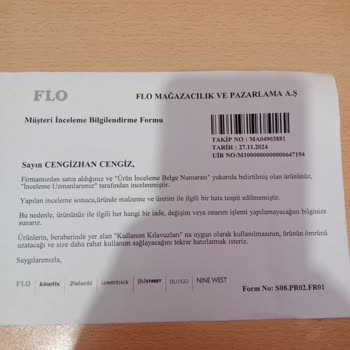 FLO
FLO MAĞAZACILIK VE PAZARLAMA A.Ş
Müşteri İnceleme Bilgilendirme Formu
TAKİP NO : MA04903881
TARİH : 27.11.2024
UİB NO:M1000000000000647194
Sayın CENGİZHAN CENGİZ,
Firmamızdan satın aldığınız ve "Ürün İnceleme Belge Numarası" yukarıda belirtilmiş olan ürününüz,
"İnceleme Uzmanlarımız" tarafından incelenmiştir.
Yapılan inceleme sonucu,üründe malzeme ve üretim ile ilgili bir hata tespit edilmemiştir.
Bu nedenle, ürününüz ile ilgili her hangi bir iade, değişim veya onarım işlemi yapılamayacağını bilginize
sunarız.
Ürünlerin, beraberinde yer alan "Kullanım Kılavuzları" na uygun olarak kullanılmasının, ürünün ömrünü
uzatacağı ve size daha rahat kullanım sağlayacağını tekrar hatırlatmak isteriz.
Saygılarımızla,
FLO kinetix Polaris LUMBERJACK DOCKERS BUTIGO NINE WEST
Form No: S08.PR02.FR01